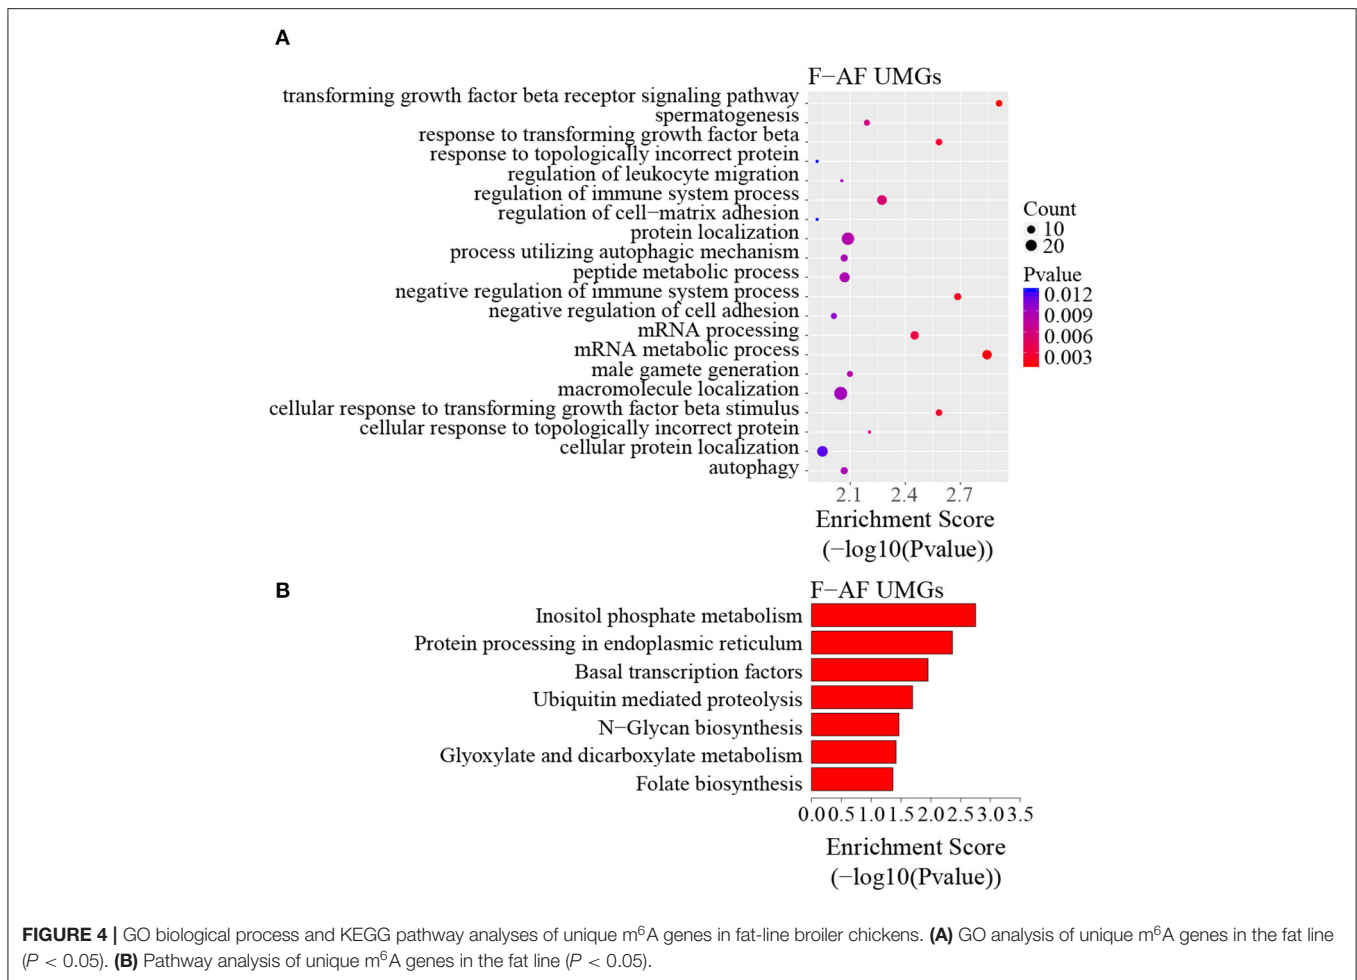 A
F−AF UMGs
transforming growth factor beta receptor signaling pathway
spermatogenesis
response to transforming growth factor beta
response to topologically incorrect protein
regulation of leukocyte migration
regulation of immune system process
regulation of cell−matrix adhesion
protein localization
process utilizing autophagic mechanism
peptide metabolic process
negative regulation of immune system process
negative regulation of cell adhesion
mRNA processing
mRNA metabolic process
male gamete generation
macromolecule localization
cellular response to transforming growth factor beta stimulus
cellular response to topologically incorrect protein
cellular protein localization
autophagy
2.1 2.4 2.7
Enrichment Score
(−log10(Pvalue))
Count
10
20
Pvalue
0.012
0.009
0.006
0.003
B
F−AF UMGs
Inositol phosphate metabolism
Protein processing in endoplasmic reticulum
Basal transcription factors
Ubiquitin mediated proteolysis
N−Glycan biosynthesis
Glyoxylate and dicarboxylate metabolism
Folate biosynthesis
0.0 0.5 1.0 1.5 2.0 2.5 3.0 3.5
Enrichment Score
(−log10(Pvalue))
FIGURE 4 | GO biological process and KEGG pathway analyses of unique m⁶A genes in fat-line broiler chickens. (A) GO analysis of unique m⁶A genes in the fat line
(P < 0.05). (B) Pathway analysis of unique m⁶A genes in the fat line (P < 0.05).